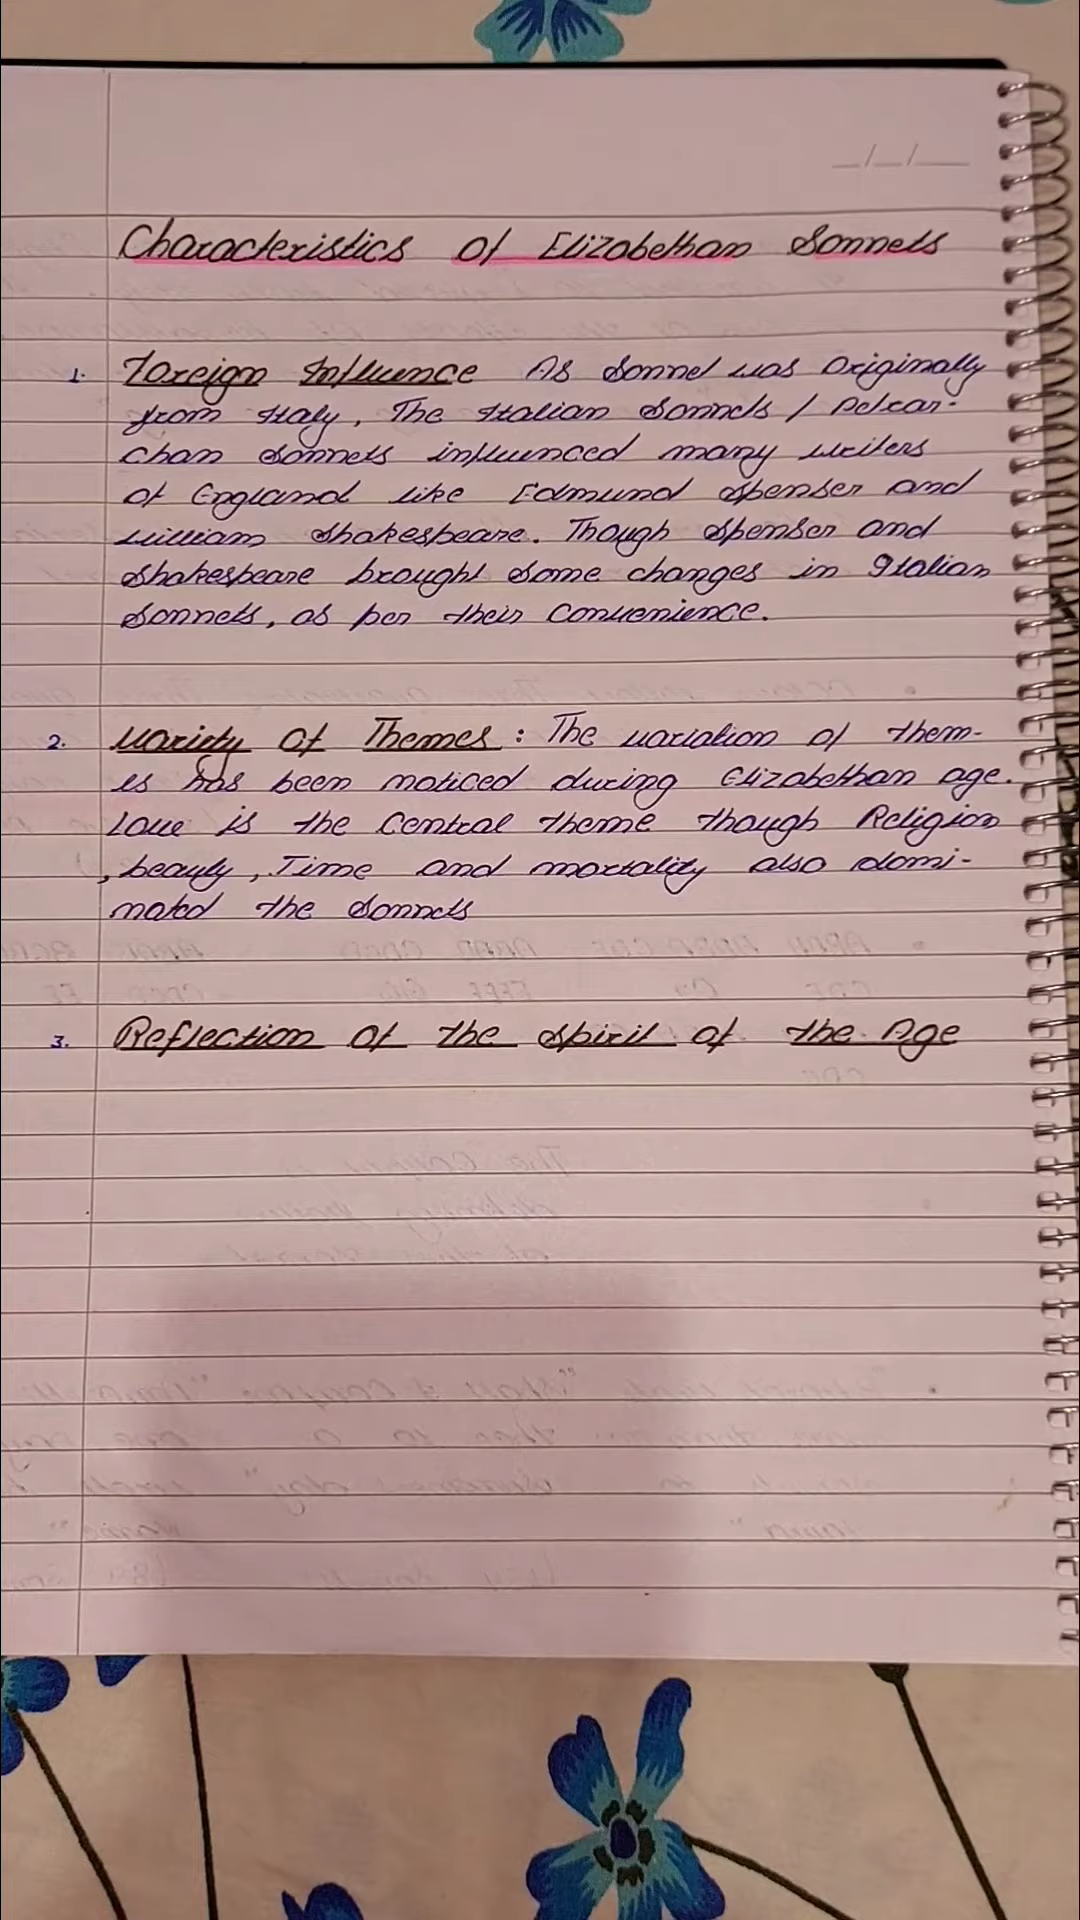 Characteristics of Elizabethan Sonnets
1. Foreign Influence As Sonnet was Originally
from Italy, The Italian Sonnets / Petrar-
chan Sonnets influenced many writers
of England like Edmund Spenser and
William Shakespeare. Though Spenser and
Shakespeare brought some changes in Italian
Sonnets, as per their Convenience.
2. Variety of Themes : The variation of them-
es has been noticed during Elizabethan age.
Love is the Central theme though Religion
, beauty, Time and mortality also domi-
nated the Sonnets
3. Reflection of the Spirit of the Age